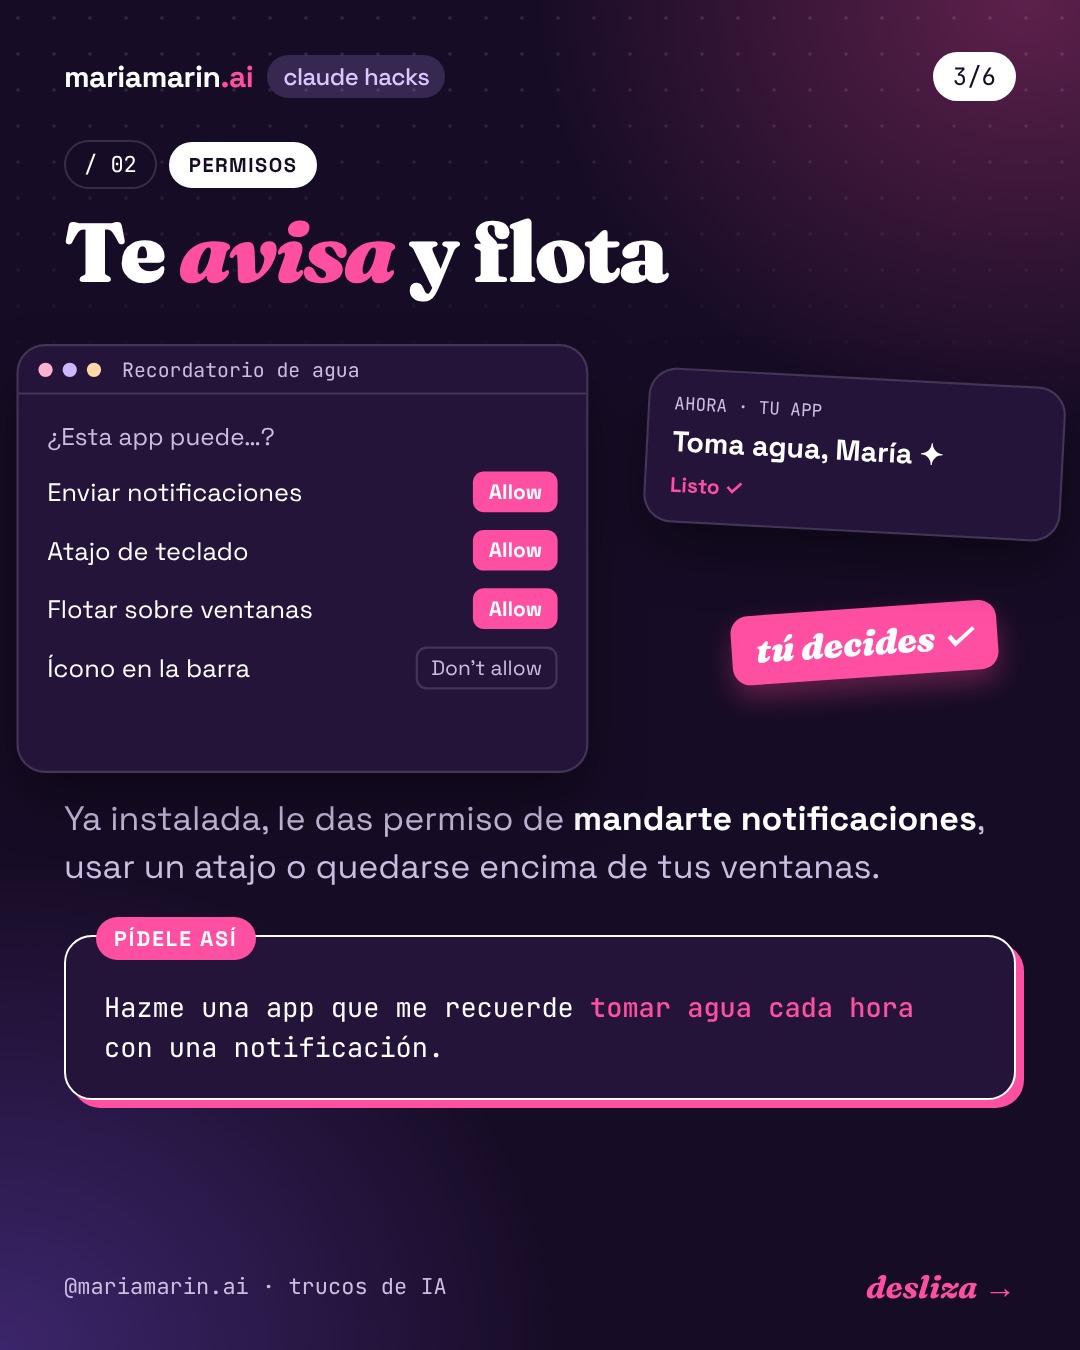 mariamarin.ai claude hacks
3/6
/ 02 PERMISOS
Te avisa y flota
Recordatorio de agua
¿Esta app puede...?
Enviar notificaciones Allow
Atajo de teclado Allow
Flotar sobre ventanas Allow
Ícono en la barra Don't allow
AHORA · TU APP
Toma agua, María ✦
Listo ✓
tú decides ✓
Ya instalada, le das permiso de mandarte notificaciones,
usar un atajo o quedarse encima de tus ventanas.
PÍDELE ASÍ
Hazme una app que me recuerde tomar agua cada hora
con una notificación.
@mariamarin.ai · trucos de IA
desliza →